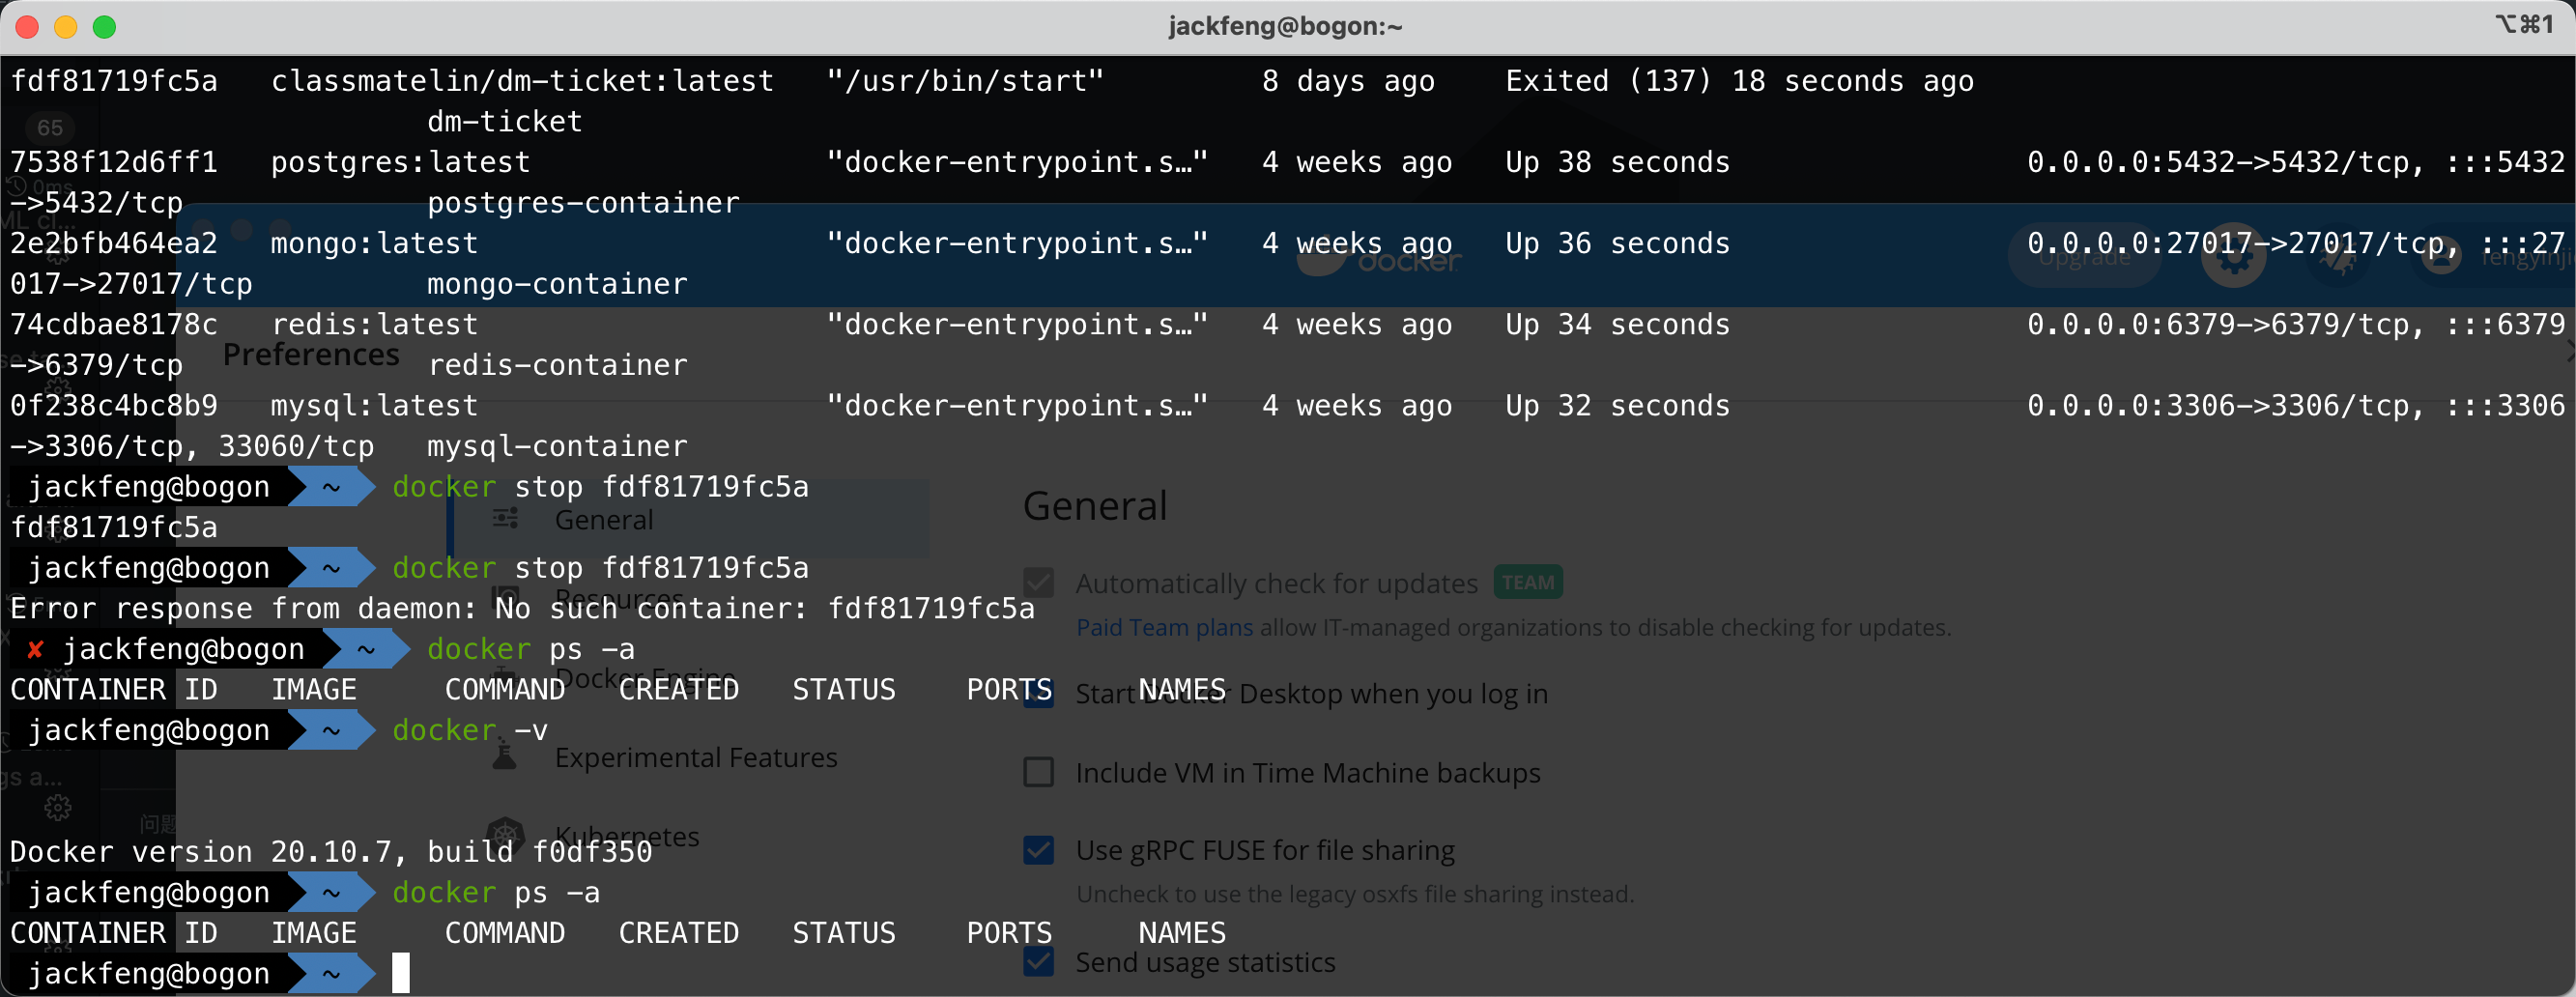 jackfeng@bogon:~
⌥⌘1
fdf81719fc5a   classmatelin/dm-ticket:latest   "/usr/bin/start"         8 days ago    Exited (137) 18 seconds ago
65
dm-ticket
7538f12d6ff1   postgres:latest                 "docker-entrypoint.s…"   4 weeks ago   Up 38 seconds                 0.0.0.0:5432->5432/tcp, :::5432
0ms
->5432/tcp              postgres-container
ML cl...
2e2bfb464ea2   mongo:latest                    "docker-entrypoint.s…"   4 weeks ago   Up 36 seconds                 0.0.0.0:27017->27017/tcp, :::27
docker
Upgrade
017->27017/tcp          mongo-container
74cdbae8178c   redis:latest                    "docker-entrypoint.s…"   4 weeks ago   Up 34 seconds                 0.0.0.0:6379->6379/tcp, :::6379
Preferences
->6379/tcp              redis-container
0f238c4bc8b9   mysql:latest                    "docker-entrypoint.s…"   4 weeks ago   Up 32 seconds                 0.0.0.0:3306->3306/tcp, :::3306
->3306/tcp, 33060/tcp   mysql-container
jackfeng@bogon ~ docker stop fdf81719fc5a
General
General
fdf81719fc5a
jackfeng@bogon ~ docker stop fdf81719fc5a
Automatically check for updates TEAM
Resources
Error response from daemon: No such container: fdf81719fc5a
Paid Team plans allow IT-managed organizations to disable checking for updates.
✘ jackfeng@bogon ~ docker ps -a
Docker Engine
CONTAINER ID   IMAGE     COMMAND   CREATED   STATUS    PORTS     NAMES
Start Docker Desktop when you log in
jackfeng@bogon ~ docker -v
Experimental Features
Include VM in Time Machine backups
gs a...
问题
Kubernetes
Docker version 20.10.7, build f0df350
Use gRPC FUSE for file sharing
jackfeng@bogon ~ docker ps -a
Uncheck to use the legacy osxfs file sharing instead.
CONTAINER ID   IMAGE     COMMAND   CREATED   STATUS    PORTS     NAMES
Send usage statistics
jackfeng@bogon ~